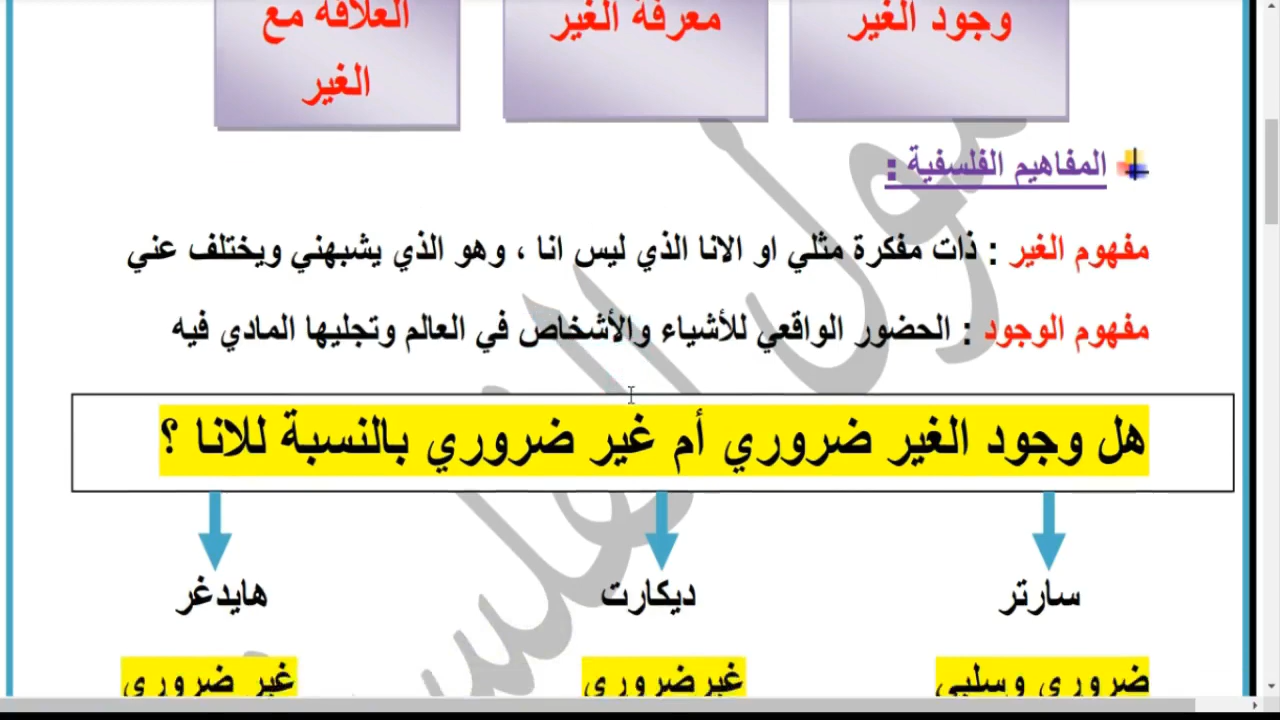 وجود الغير
معرفة الغير
العلاقة مع
الغير
المفاهيم الفلسفية :
مفهوم الغير : ذات مفكرة مثلي او الانا الذي ليس انا ، وهو الذي يشبهني ويختلف عني
مفهوم الوجود : الحضور الواقعي للأشياء والأشخاص في العالم وتجليها المادي فيه
هل وجود الغير ضروري أم غير ضروري بالنسبة للانا ؟
سارتر
ديكارت
هايدغر
ضروري وسلبي
غيرضروري
غير ضروري